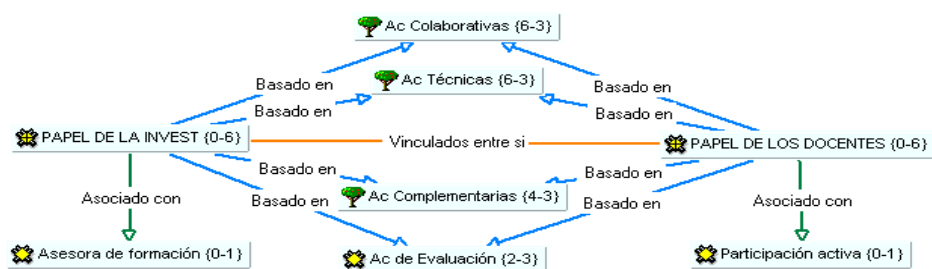 Ac Colaborativas {6-3}
Basado en
Basado en
Ac Técnicas {6-3}
Basado en
Basado en
PAPEL DE LA INVEST {0-6}
Vinculados entre si
PAPEL DE LOS DOCENTES {0-6}
Basado en
Basado en
Asociado con
Ac Complementarias {4-3}
Basado en
Basado en
Asociado con
Asesora de formación {0-1}
Ac de Evaluación {2-3}
Participación activa {0-1}